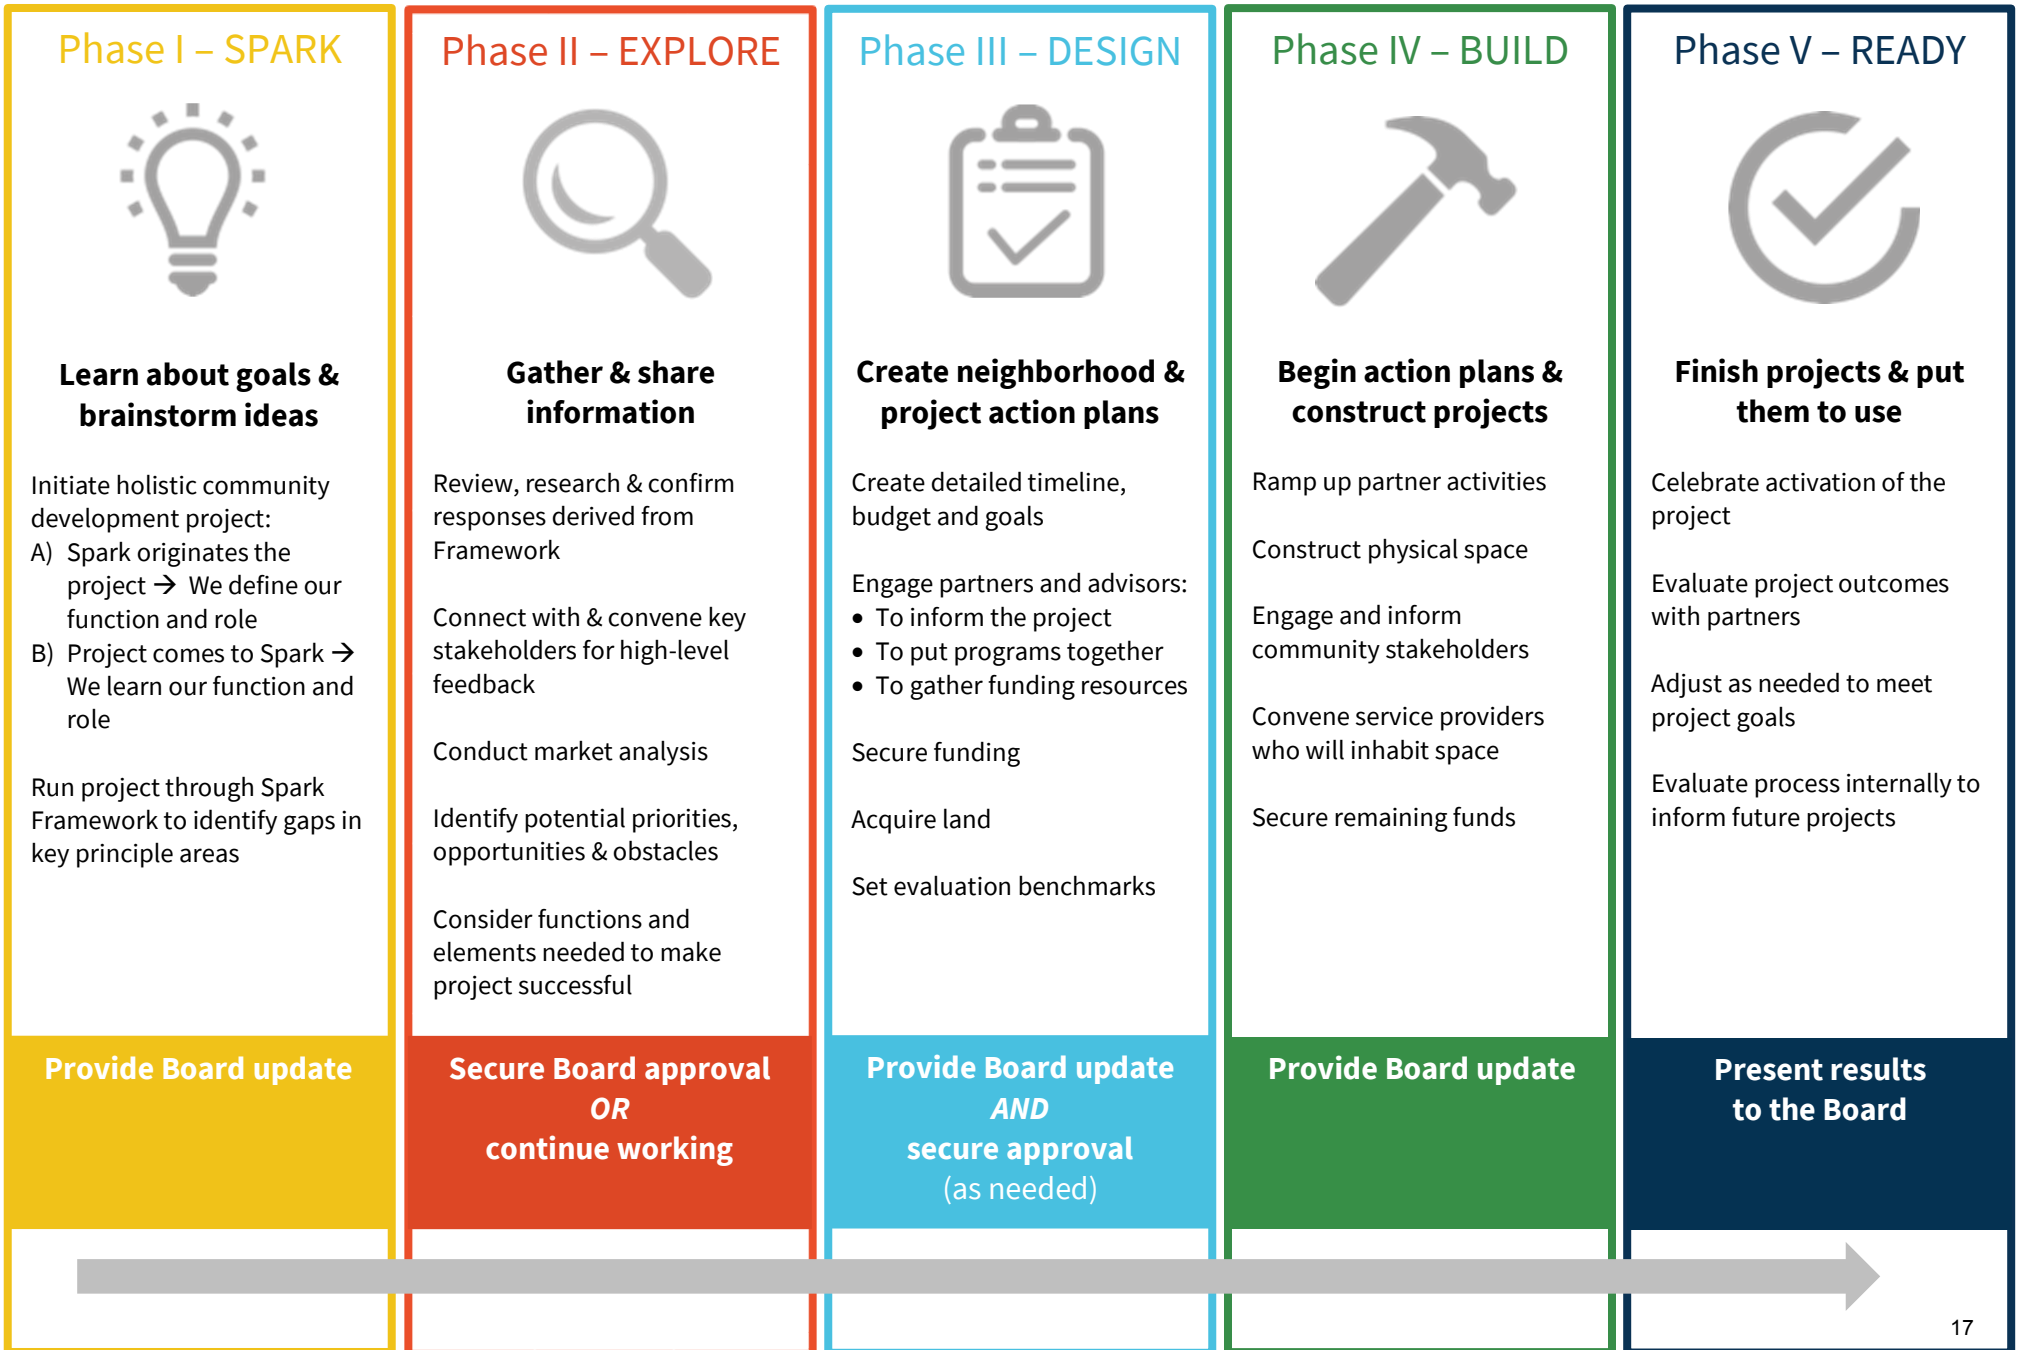 Phase I – SPARK
Learn about goals &
brainstorm ideas
Initiate holistic community
development project:
A) Spark originates the
project → We define our
function and role
B) Project comes to Spark →
We learn our function and
role
Run project through Spark
Framework to identify gaps in
key principle areas
Provide Board update
Phase II – EXPLORE
Gather & share
information
Review, research & confirm
responses derived from
Framework
Connect with & convene key
stakeholders for high-level
feedback
Conduct market analysis
Identify potential priorities,
opportunities & obstacles
Consider functions and
elements needed to make
project successful
Secure Board approval
OR
continue working
Phase III – DESIGN
Create neighborhood &
project action plans
Create detailed timeline,
budget and goals
Engage partners and advisors:
• To inform the project
• To put programs together
• To gather funding resources
Secure funding
Acquire land
Set evaluation benchmarks
Provide Board update
AND
secure approval
(as needed)
Phase IV – BUILD
Begin action plans &
construct projects
Ramp up partner activities
Construct physical space
Engage and inform
community stakeholders
Convene service providers
who will inhabit space
Secure remaining funds
Provide Board update
Phase V – READY
Finish projects & put
them to use
Celebrate activation of the
project
Evaluate project outcomes
with partners
Adjust as needed to meet
project goals
Evaluate process internally to
inform future projects
Present results
to the Board
17